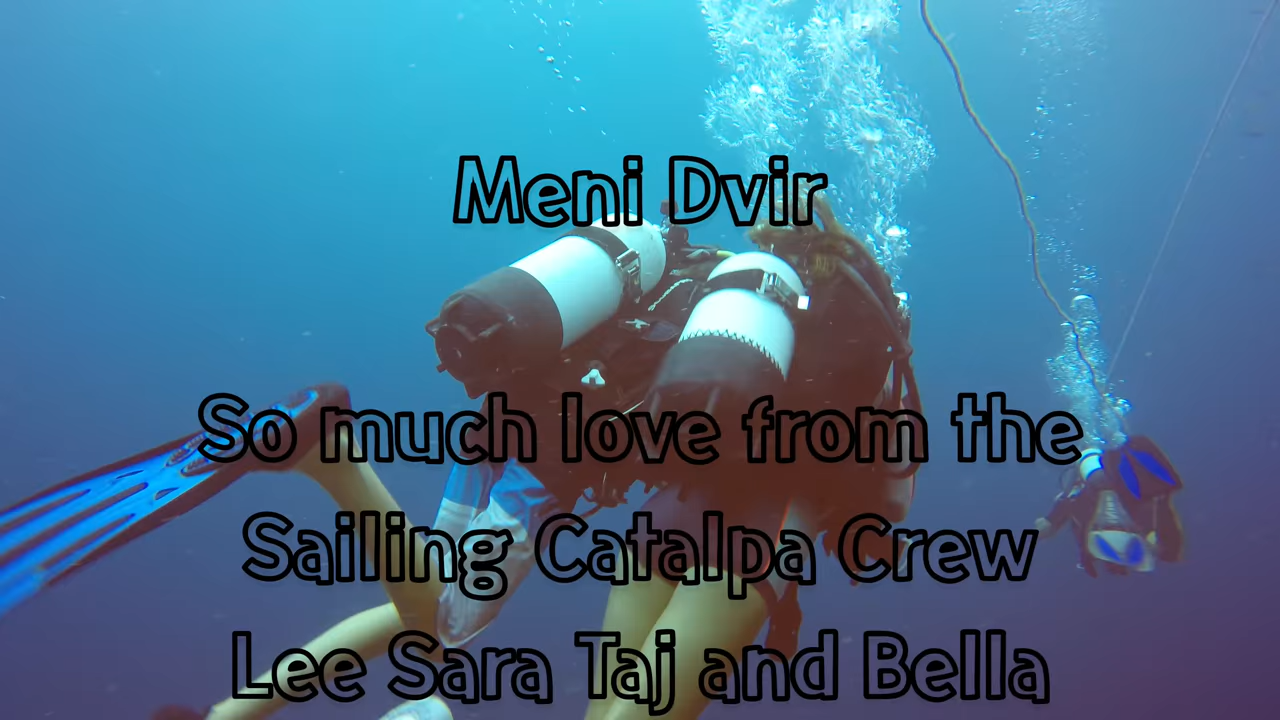 Meni Dvir
So much love from the
Sailing Catalpa Crew
Lee Sara Taj and Bella